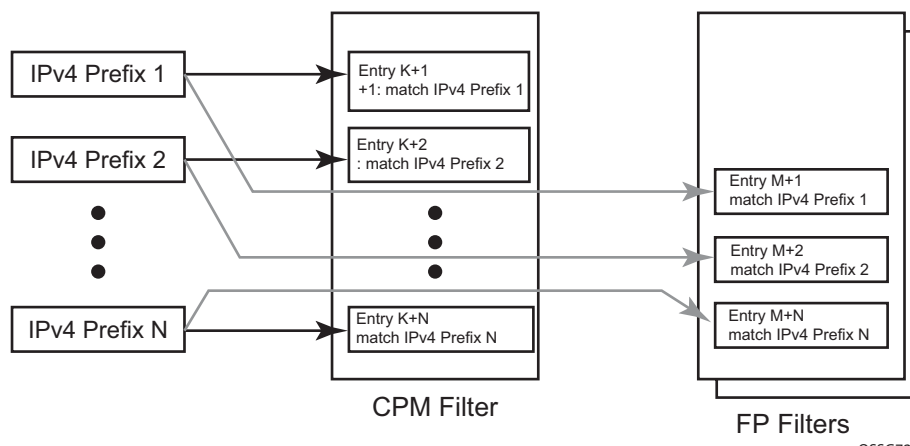 IPv4 Prefix 1
Entry K+1
+1: match IPv4 Prefix 1
IPv4 Prefix 2
Entry K+2
: match IPv4 Prefix 2
Entry M+1
match IPv4 Prefix 1
Entry M+2
match IPv4 Prefix 2
IPv4 Prefix N
Entry K+N
match IPv4 Prefix N
Entry M+N
match IPv4 Prefix N
CPM Filter
FP Filters